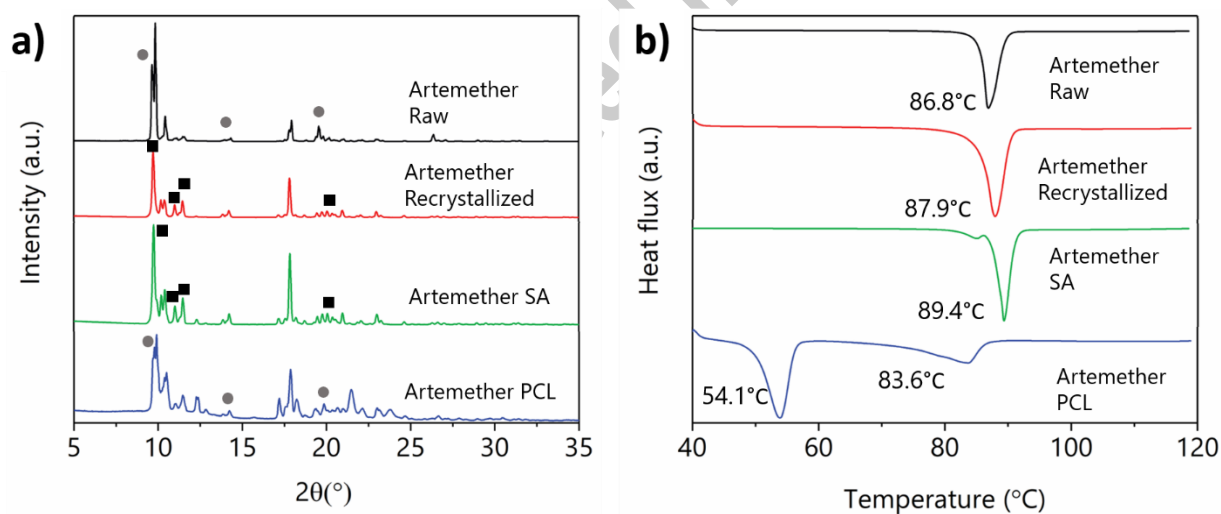 a)
Intensity (a.u.)
Artemether
Raw
Artemether
Recrystallized
Artemether SA
Artemether PCL
5
10
15
20
25
30
35
2θ(°)
b)
Heat flux (a.u.)
86.8°C
Artemether
Raw
87.9°C
Artemether
Recrystallized
89.4°C
Artemether
SA
54.1°C
83.6°C
Artemether
PCL
40
60
80
100
120
Temperature (°C)